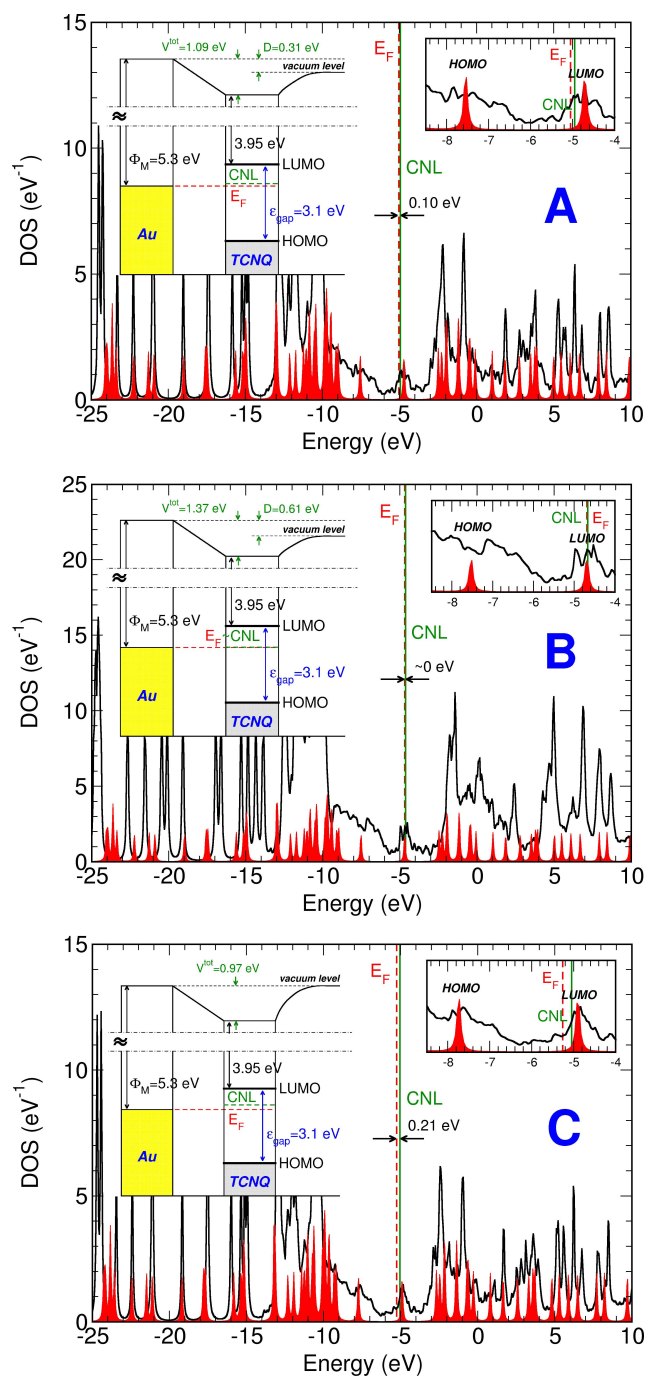 V^tot=1.09 eV D=0.31 eV
vacuum level
E_F
HOMO
E_F
LUMO
CNL
-8 -7 -6 -5 -4
≈
Φ_M=5.3 eV
3.95 eV
LUMO
CNL
E_F
ε_gap=3.1 eV
HOMO
Au
TCNQ
CNL
0.10 eV
A
15
10
5
0
DOS (eV^-1)
-25 -20 -15 -10 -5 0 5 10
Energy (eV)
V^tot=1.37 eV D=0.61 eV
vacuum level
E_F
CNL
E_F
HOMO
LUMO
-8 -7 -6 -5 -4
≈
Φ_M=5.3 eV
3.95 eV
LUMO
E_F~CNL
ε_gap=3.1 eV
HOMO
Au
TCNQ
CNL
~0 eV
B
25
20
15
10
5
0
DOS (eV^-1)
-25 -20 -15 -10 -5 0 5 10
Energy (eV)
V^tot=0.97 eV
vacuum level
E_F
HOMO
E_F
LUMO
CNL
-8 -7 -6 -5 -4
≈
Φ_M=5.3 eV
3.95 eV
LUMO
CNL
E_F
ε_gap=3.1 eV
HOMO
Au
TCNQ
CNL
0.21 eV
C
15
10
5
0
DOS (eV^-1)
-25 -20 -15 -10 -5 0 5 10
Energy (eV)